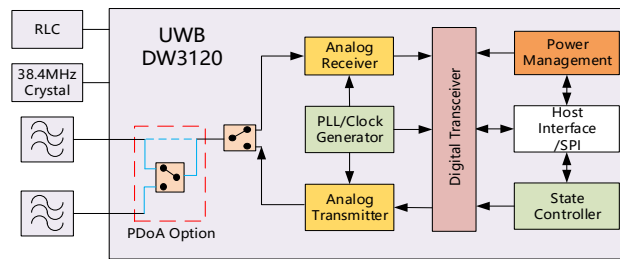 RLC
38.4MHz
Crystal
UWB
DW3120
PDoA Option
Analog
Receiver
PLL/Clock
Generator
Analog
Transmitter
Digital Transceiver
Power
Management
Host
Interface
/SPI
State
Controller